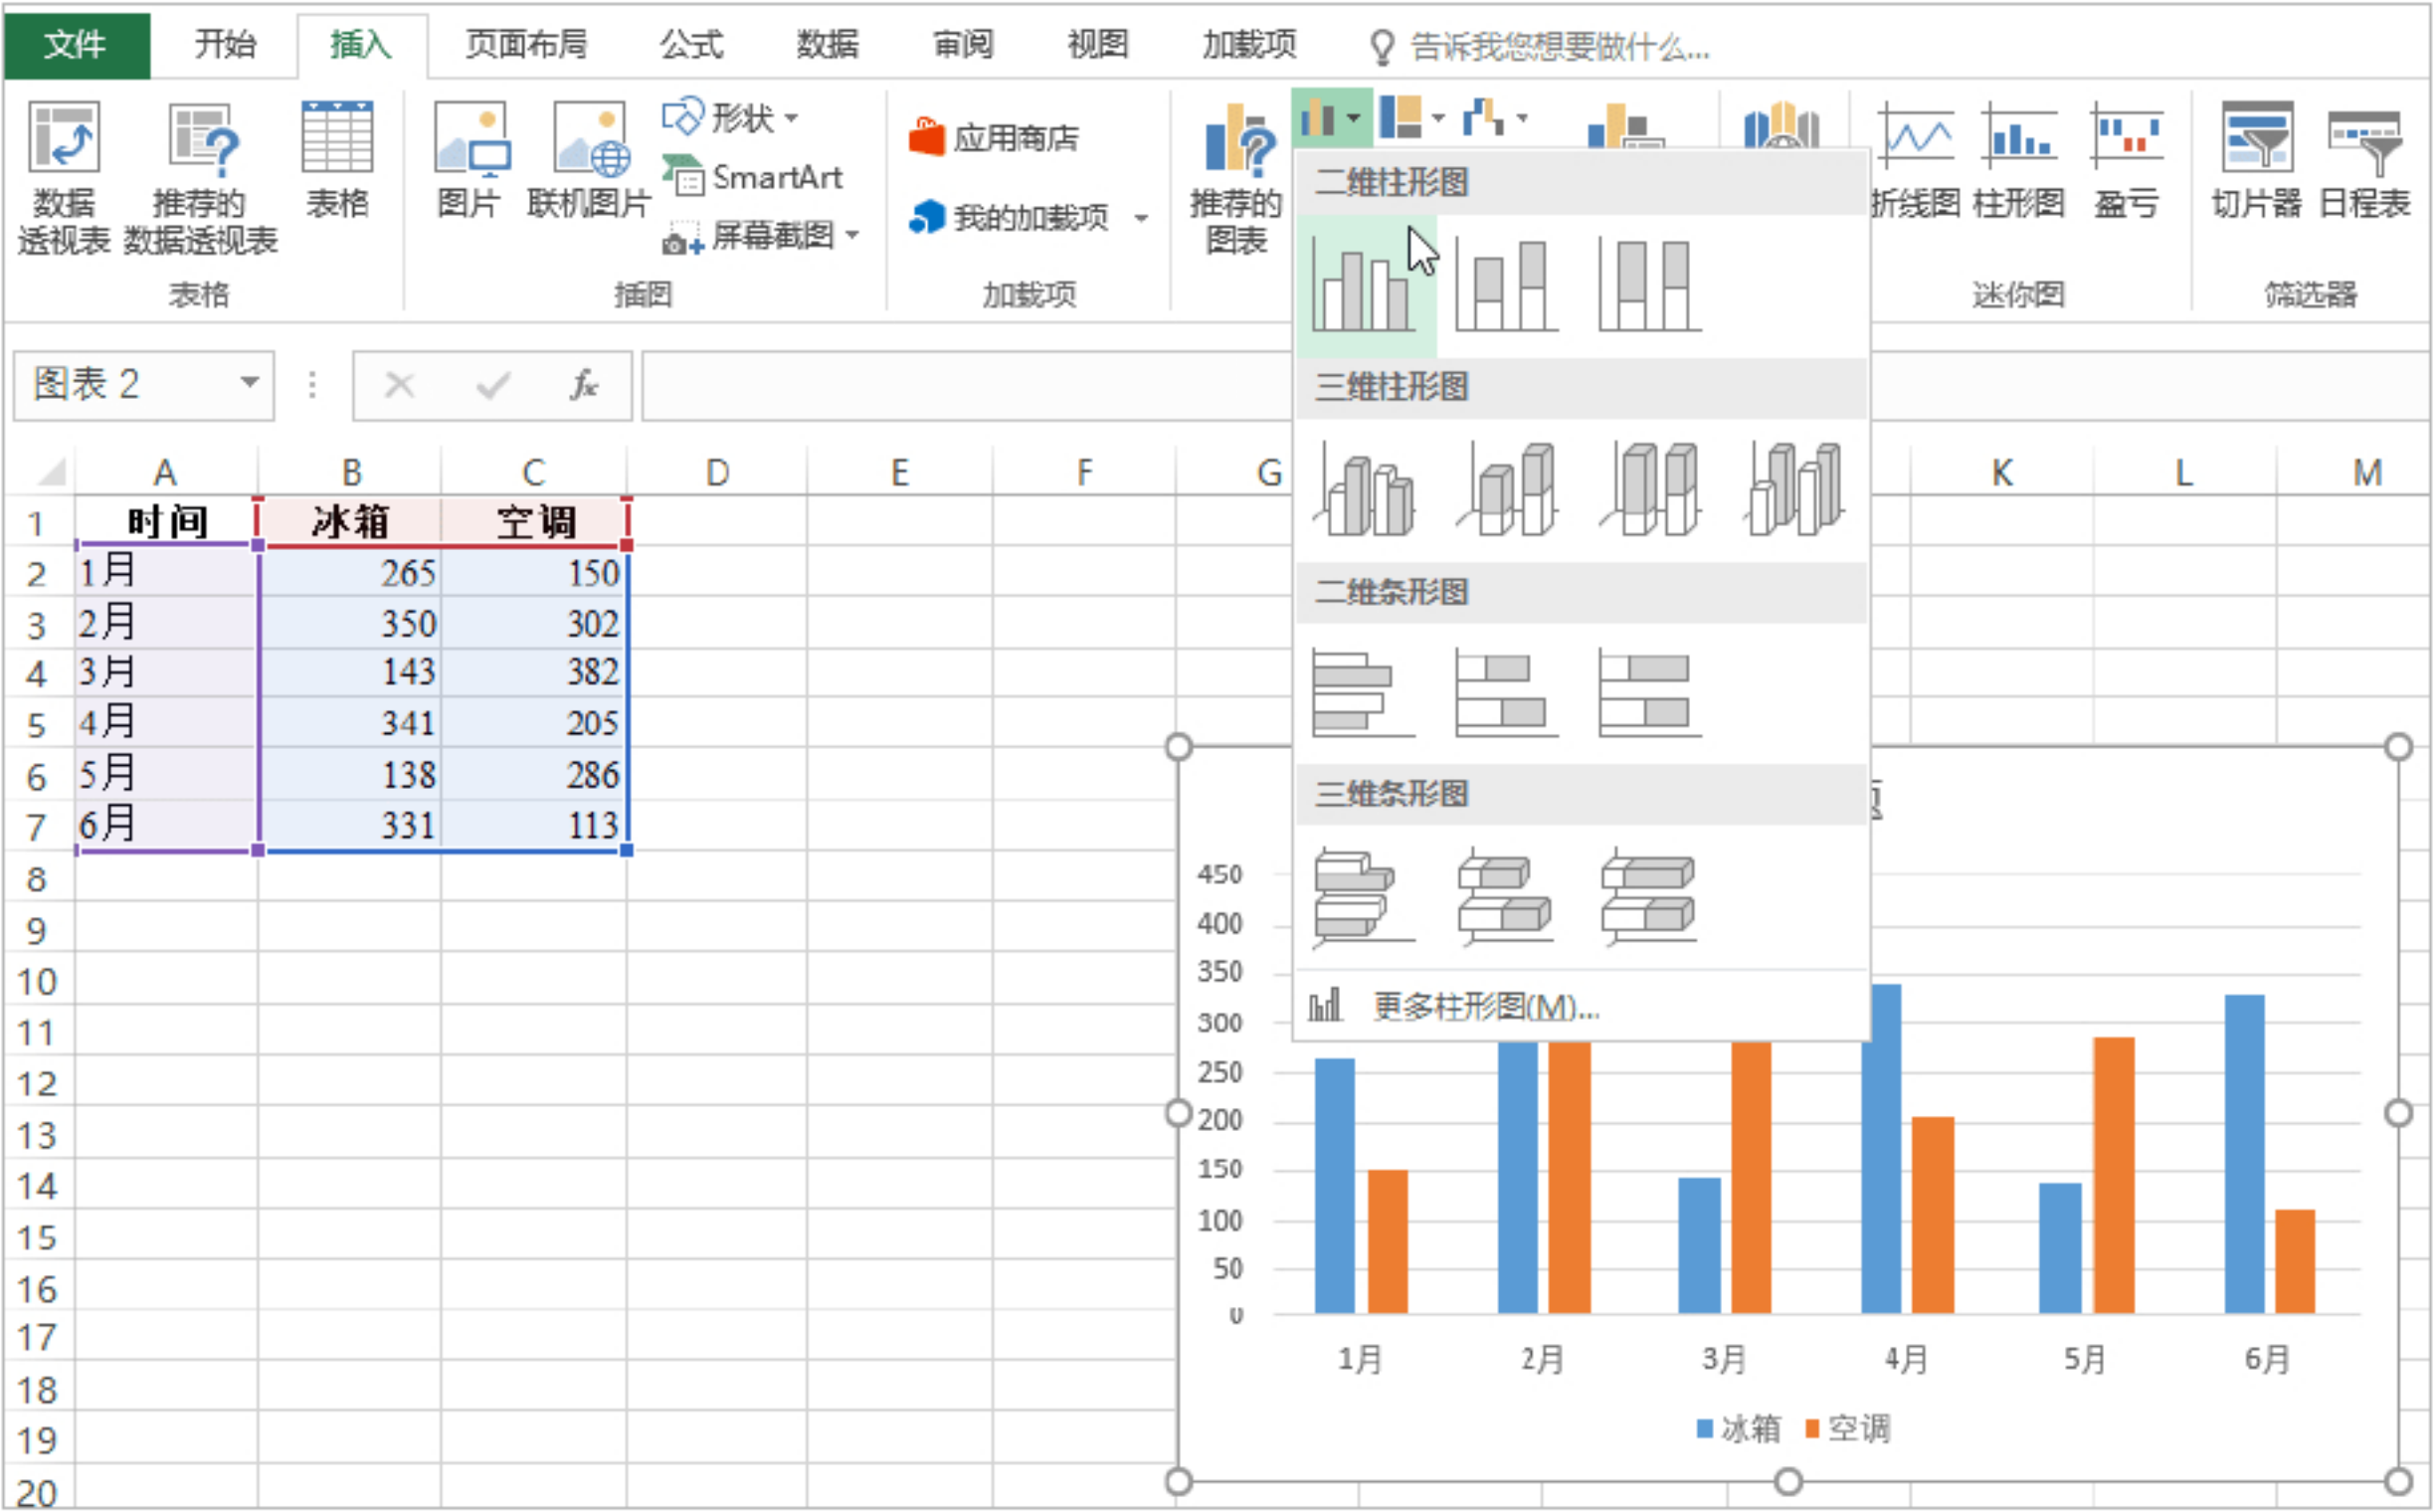 文件 开始 插入 页面布局 公式 数据 审阅 视图 加载项 告诉我您想要做什么...
数据
透视表
推荐的
数据透视表
表格
表格
图片
联机图片
形状
SmartArt
屏幕截图
插图
应用商店
我的加载项
加载项
推荐的
图表
折线图 柱形图 盈亏
迷你图
切片器 日程表
筛选器
二维柱形图
三维柱形图
二维条形图
三维条形图
更多柱形图(M)...
图表 2
fx
A B C D E F G K L M
1 时间 冰箱 空调
2 1月 265 150
3 2月 350 302
4 3月 143 382
5 4月 341 205
6 5月 138 286
7 6月 331 113
8
9
10
11
12
13
14
15
16
17
18
19
20
450
400
350
300
250
200
150
100
50
0
1月 2月 3月 4月 5月 6月
冰箱 空调